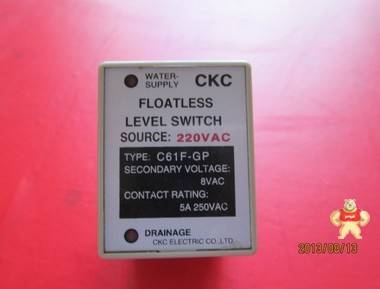 WATER-
SUPPLY
CKC
FLOATLESS
LEVEL SWITCH
SOURCE: 220VAC
TYPE: C61F-GP
SECONDARY VOLTAGE:
8VAC
CONTACT RATING:
5A 250VAC
DRAINAGE
CKC ELECTRIC CO.,LTD.
2013/09/13